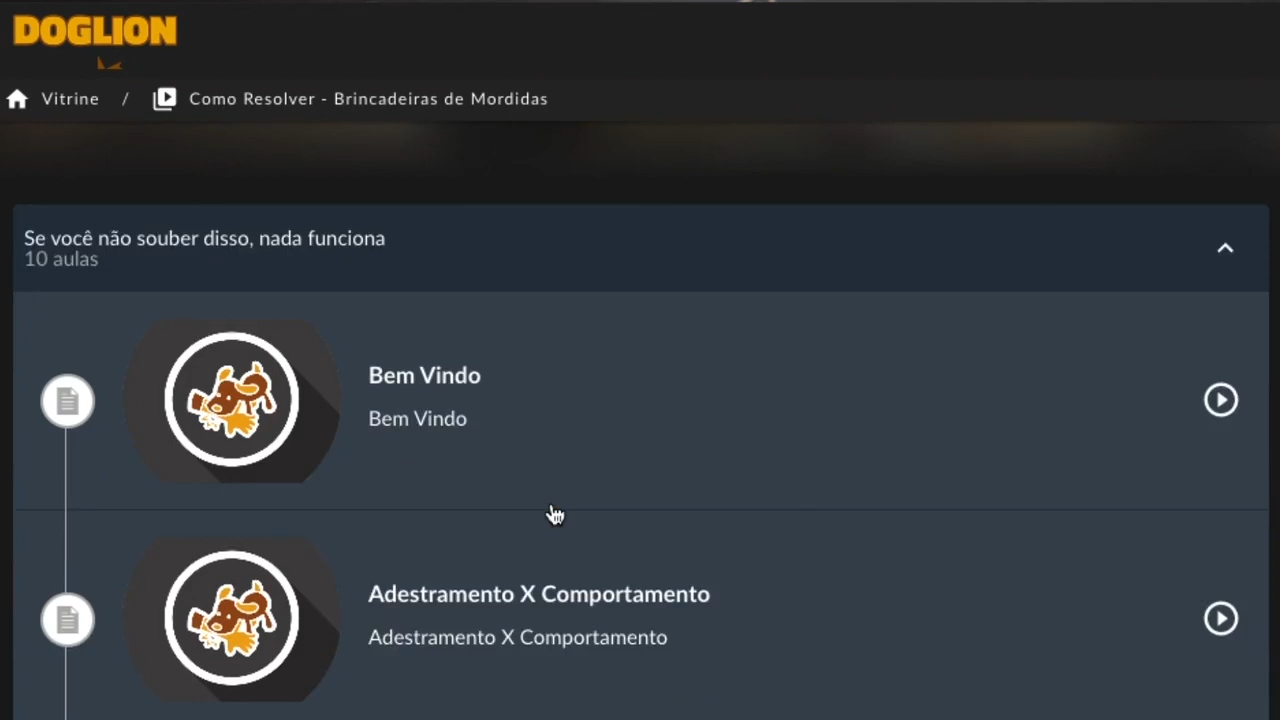 DOGLION
Vitrine / Como Resolver - Brincadeiras de Mordidas
Se você não souber disso, nada funciona
10 aulas
Bem Vindo
Bem Vindo
Adestramento X Comportamento
Adestramento X Comportamento